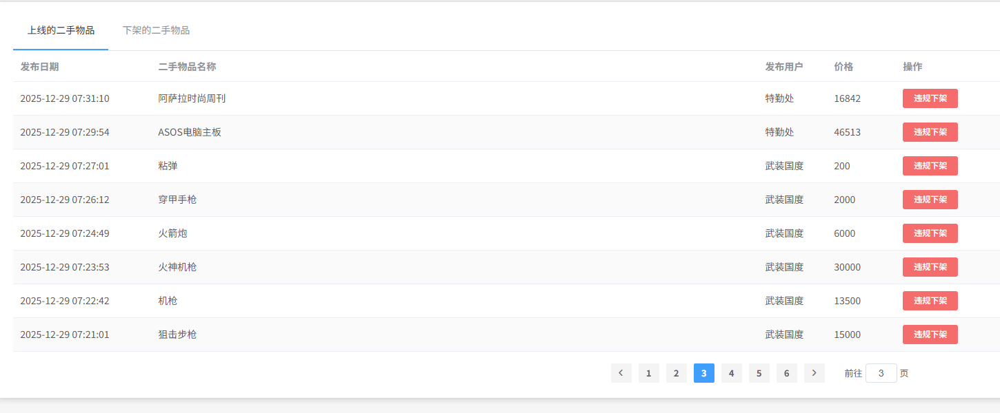 上线的二手物品 下架的二手物品
发布日期 二手物品名称 发布用户 价格 操作
2025-12-29 07:31:10 阿萨拉时尚周刊 特勤处 16842 违规下架
2025-12-29 07:29:54 ASOS电脑主板 特勤处 46513 违规下架
2025-12-29 07:27:01 粘弹 武装国度 200 违规下架
2025-12-29 07:26:12 穿甲手枪 武装国度 2000 违规下架
2025-12-29 07:24:49 火箭炮 武装国度 6000 违规下架
2025-12-29 07:23:53 火神机枪 武装国度 30000 违规下架
2025-12-29 07:22:42 机枪 武装国度 13500 违规下架
2025-12-29 07:21:01 狙击步枪 武装国度 15000 违规下架
1 2 3 4 5 6 前往 3 页